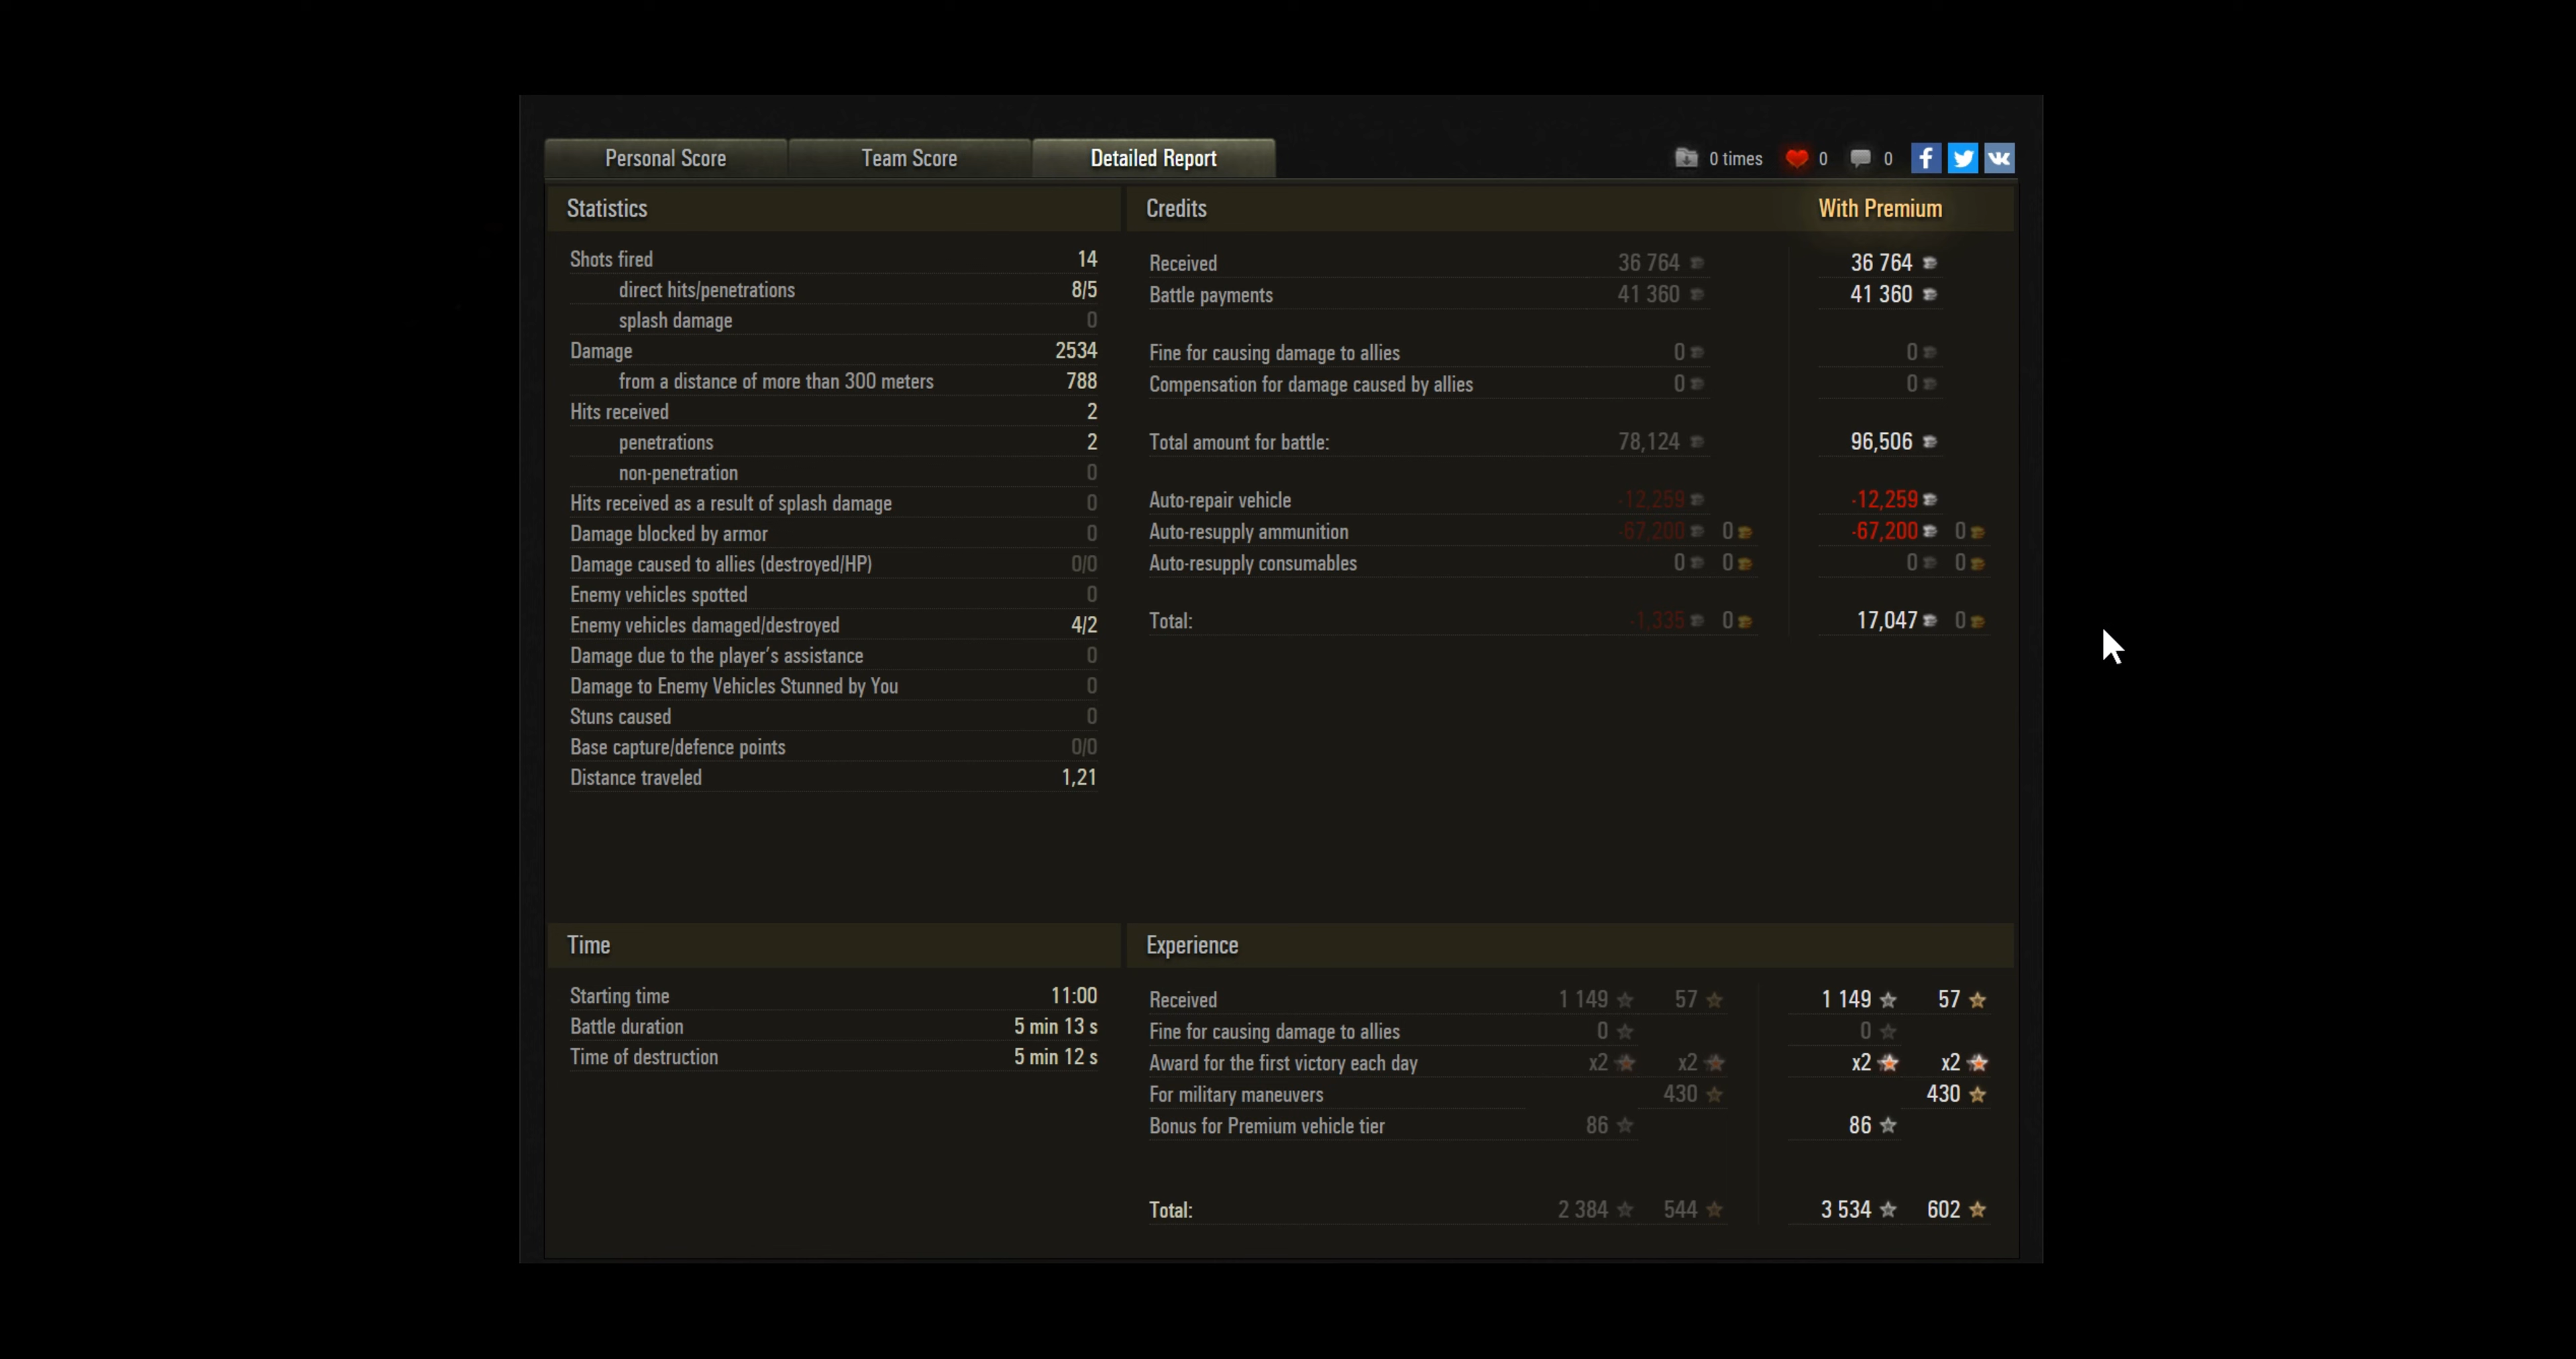 Personal Score Team Score Detailed Report 0 times 0 0
Statistics
Shots fired 14
direct hits/penetrations 8/5
splash damage 0
Damage 2534
from a distance of more than 300 meters 788
Hits received 2
penetrations 2
non-penetration 0
Hits received as a result of splash damage 0
Damage blocked by armor 0
Damage caused to allies (destroyed/HP) 0/0
Enemy vehicles spotted 0
Enemy vehicles damaged/destroyed 4/2
Damage due to the player's assistance 0
Damage to Enemy Vehicles Stunned by You 0
Stuns caused 0
Base capture/defence points 0/0
Distance traveled 1,21
Credits With Premium
Received 36 764 36 764
Battle payments 41 360 41 360
Fine for causing damage to allies 0 0
Compensation for damage caused by allies 0 0
Total amount for battle: 78,124 96,506
Auto-repair vehicle -12,259 -12,259
Auto-resupply ammunition -67,200 0 -67,200 0
Auto-resupply consumables 0 0 0 0
Total: -1,335 0 17,047 0
Time
Starting time 11:00
Battle duration 5 min 13 s
Time of destruction 5 min 12 s
Experience
Received 1 149 57 1 149 57
Fine for causing damage to allies 0 0
Award for the first victory each day x2 x2 x2 x2
For military maneuvers 430 430
Bonus for Premium vehicle tier 86 86
Total: 2 384 544 3 534 602